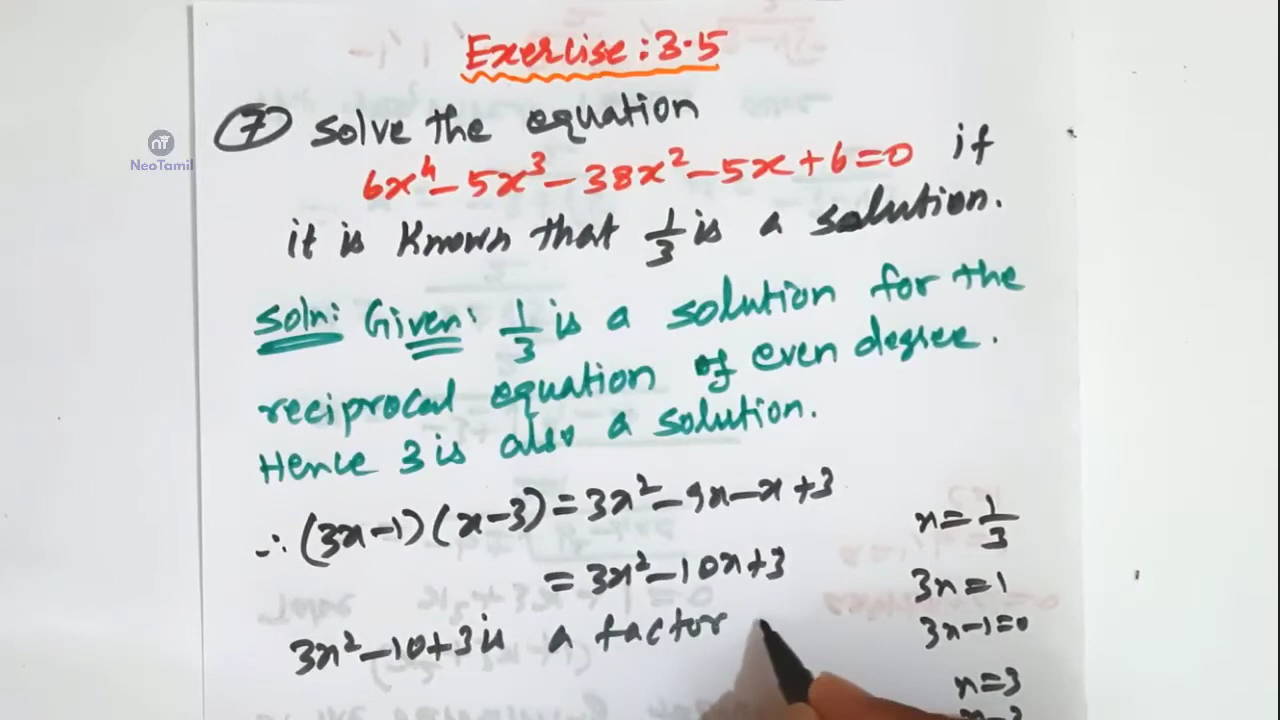 Exercise: 3.5
7 Solve the equation
6x⁴ - 5x³ - 38x² - 5x + 6 = 0 if
it is known that 1/3 is a solution.
Soln: Given: 1/3 is a solution for the
reciprocal equation of even degree.
Hence 3 is also a solution.
∴ (3x-1)(x-3) = 3x² - 9x - x + 3
= 3x² - 10x + 3
3x² - 10 + 3 is a factor
x = 1/3
3x = 1
3x - 1 = 0
x = 3
x - 3
NT
NeoTamil